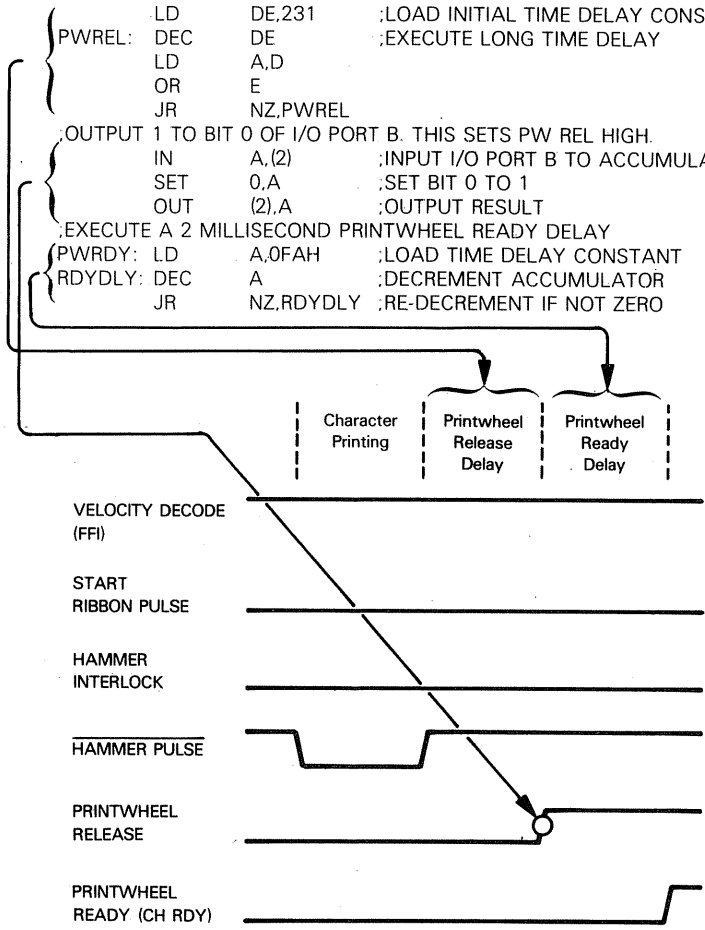 LD DE,231 ;LOAD INITIAL TIME DELAY CONS
PWREL: DEC DE ;EXECUTE LONG TIME DELAY
LD A,D
OR E
JR NZ,PWREL
;OUTPUT 1 TO BIT 0 OF I/O PORT B. THIS SETS PW REL HIGH.
IN A,(2) ;INPUT I/O PORT B TO ACCUMULA
SET 0,A ;SET BIT 0 TO 1
OUT (2),A ;OUTPUT RESULT
;EXECUTE A 2 MILLISECOND PRINTWHEEL READY DELAY
PWRDY: LD A,0FAH ;LOAD TIME DELAY CONSTANT
RDYDLY: DEC A ;DECREMENT ACCUMULATOR
JR NZ,RDYDLY ;RE-DECREMENT IF NOT ZERO
Character
Printing
Printwheel
Release
Delay
Printwheel
Ready
Delay
VELOCITY DECODE
(FFI)
START
RIBBON PULSE
HAMMER
INTERLOCK
HAMMER PULSE
PRINTWHEEL
RELEASE
PRINTWHEEL
READY (CH RDY)